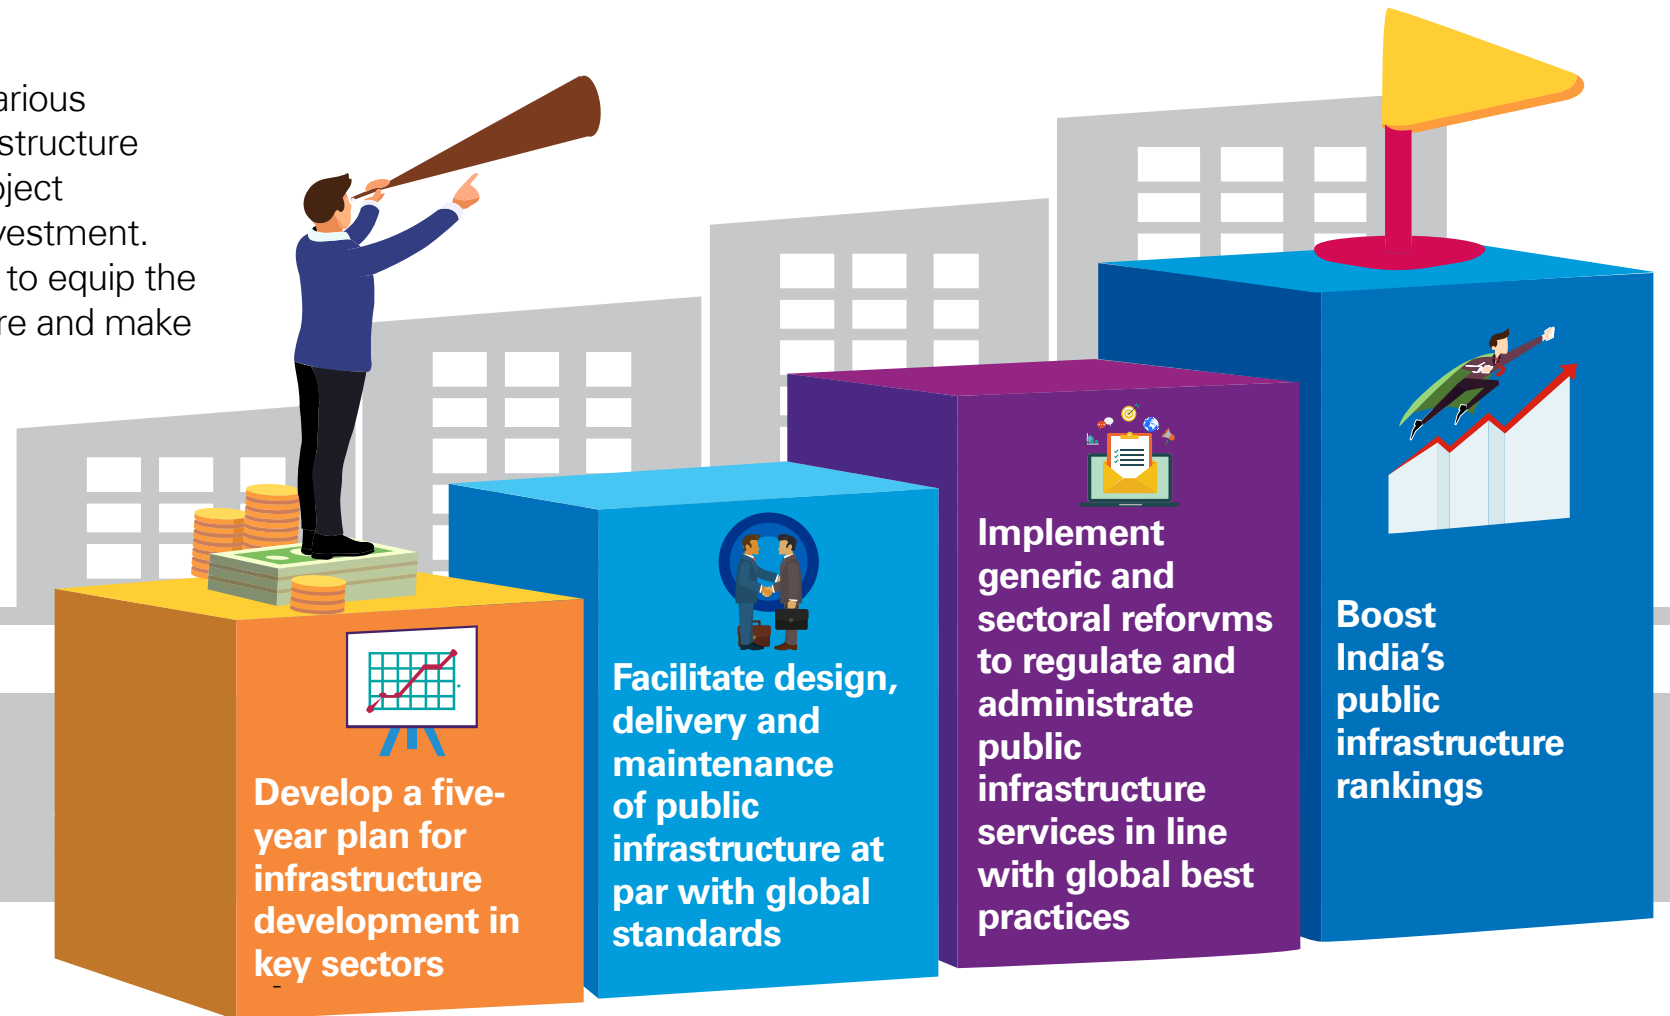 arious
structure
ject
vestment.
to equip the
re and make
Develop a five-
year plan for
infrastructure
development in
key sectors
Facilitate design,
delivery and
maintenance
of public
infrastructure at
par with global
standards
Implement
generic and
sectoral reforvms
to regulate and
administrate
public
infrastructure
services in line
with global best
practices
Boost
India’s
public
infrastructure
rankings